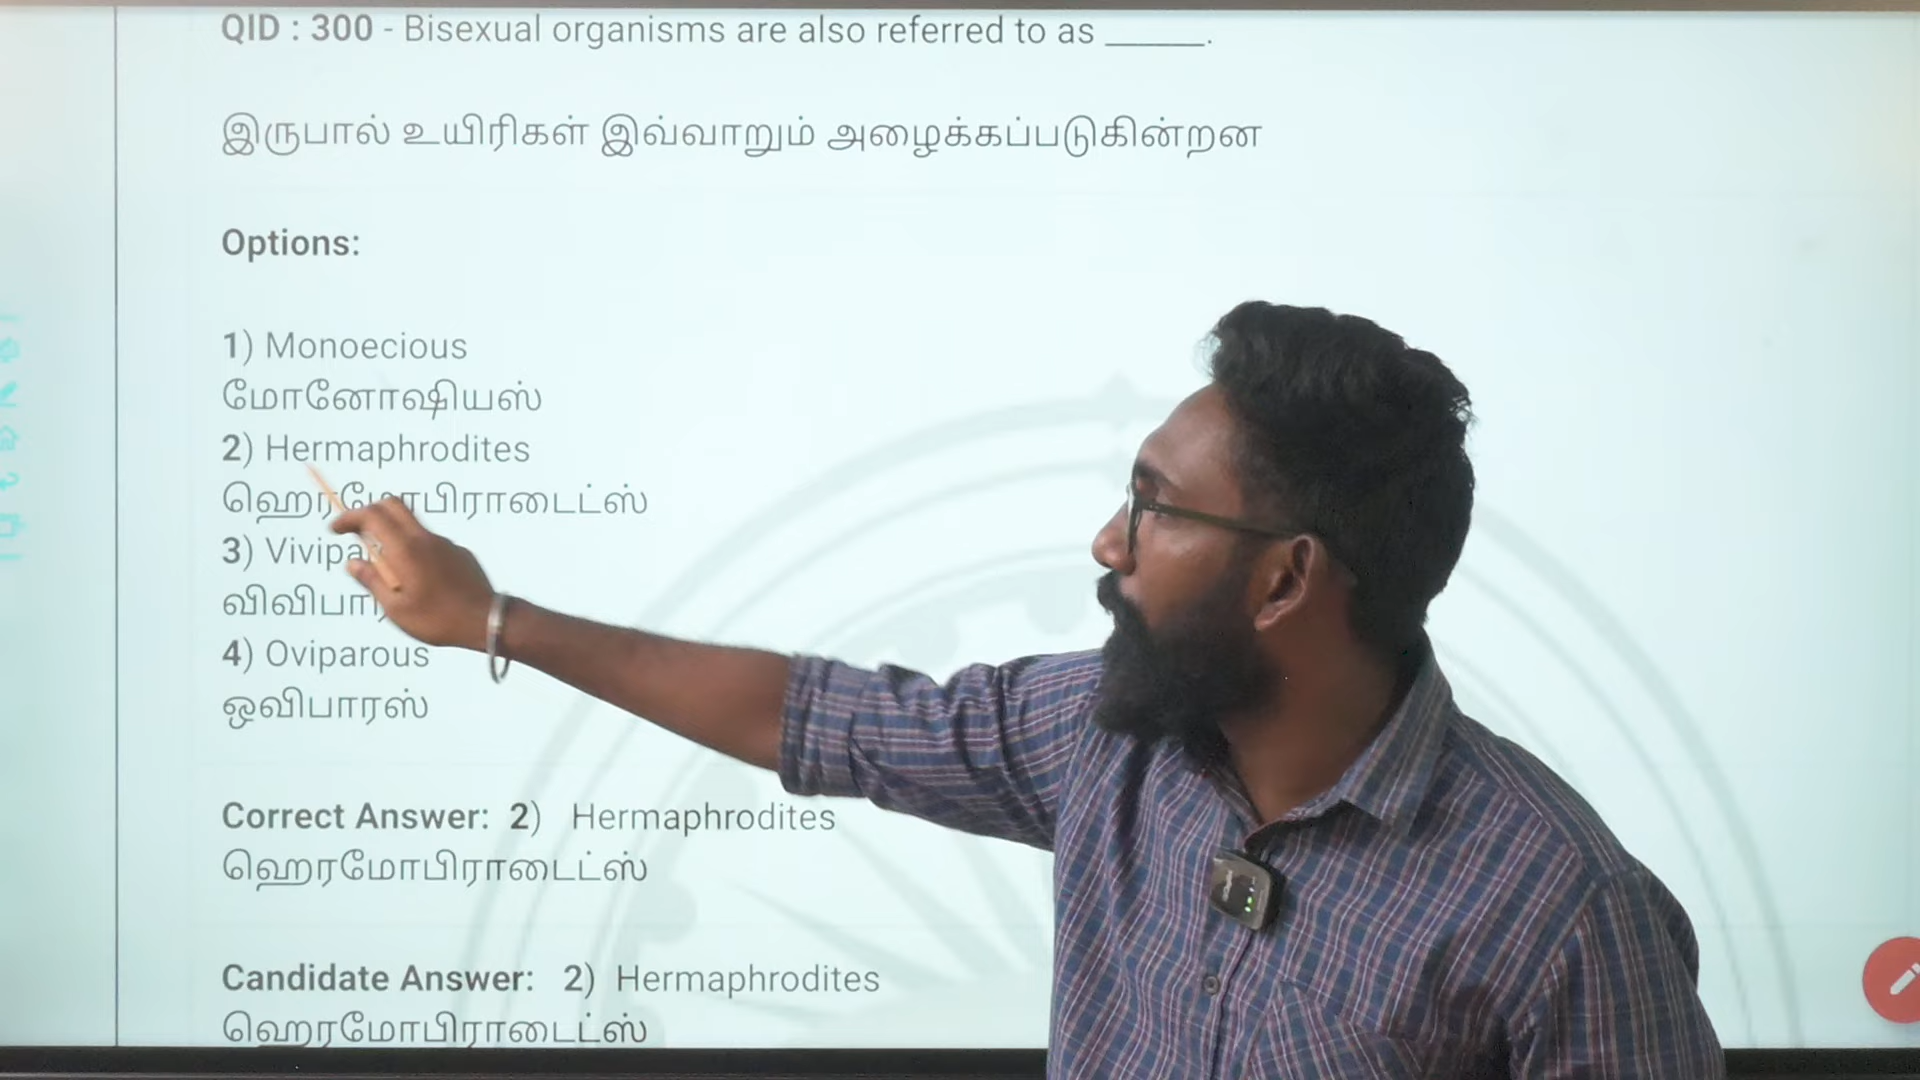 QID : 300 - Bisexual organisms are also referred to as ______.
இருபால் உயிரிகள் இவ்வாறும் அழைக்கப்படுகின்றன
Options:
1) Monoecious
மோனோஷியஸ்
2) Hermaphrodites
ஹெரமோபிராடைட்ஸ்
3)
4) Oviparous
ஒவிபாரஸ்
Correct Answer: 2) Hermaphrodites
ஹெரமோபிராடைட்ஸ்
Candidate Answer: 2) Hermaphrodites
ஹெரமோபிராடைட்ஸ்